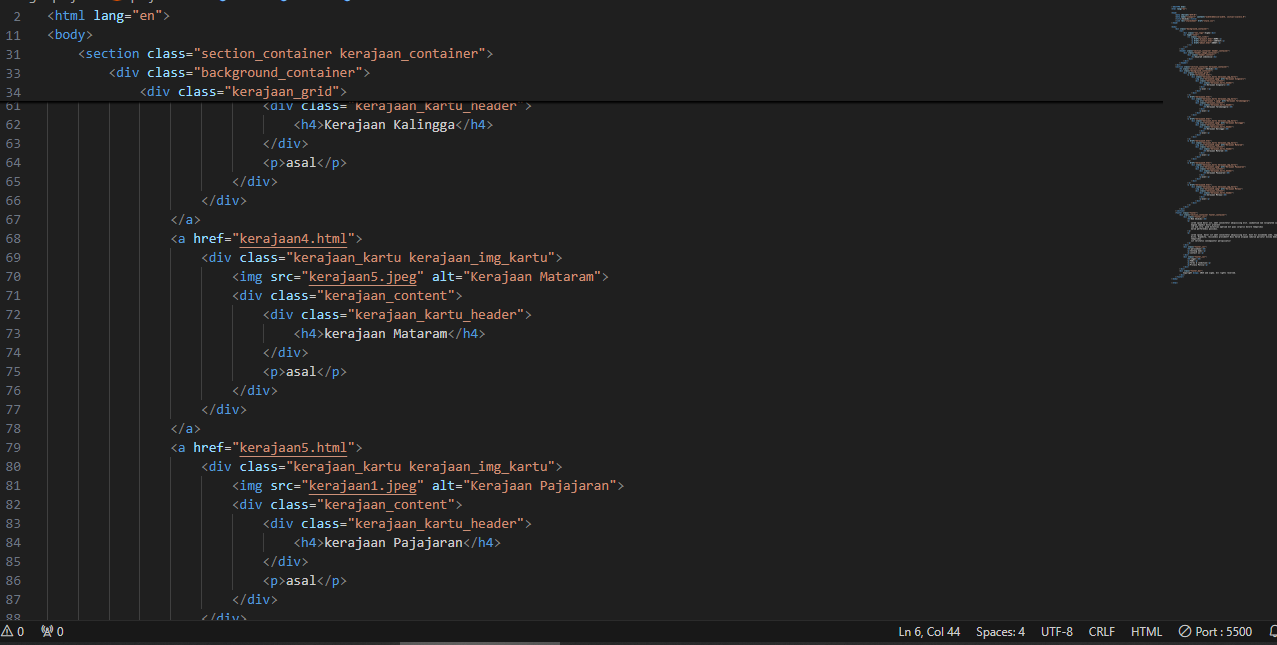 2 <html lang="en">
11 <body>
31 <section class="section_container kerajaan_container">
33 <div class="background_container">
34 <div class="kerajaan_grid">
61 <div class="kerajaan_kartu_header">
62 <h4>Kerajaan Kalingga</h4>
63 </div>
64 <p>asal</p>
65 </div>
66 </div>
67 </a>
68 <a href="kerajaan4.html">
69 <div class="kerajaan_kartu kerajaan_img_kartu">
70 <img src="kerajaan5.jpeg" alt="Kerajaan Mataram">
71 <div class="kerajaan_content">
72 <div class="kerajaan_kartu_header">
73 <h4>kerajaan Mataram</h4>
74 </div>
75 <p>asal</p>
76 </div>
77 </div>
78 </a>
79 <a href="kerajaan5.html">
80 <div class="kerajaan_kartu kerajaan_img_kartu">
81 <img src="kerajaan1.jpeg" alt="Kerajaan Pajajaran">
82 <div class="kerajaan_content">
83 <div class="kerajaan_kartu_header">
84 <h4>kerajaan Pajajaran</h4>
85 </div>
86 <p>asal</p>
87 </div>
88 </div>
0 0 Ln 6, Col 44 Spaces: 4 UTF-8 CRLF HTML Port : 5500